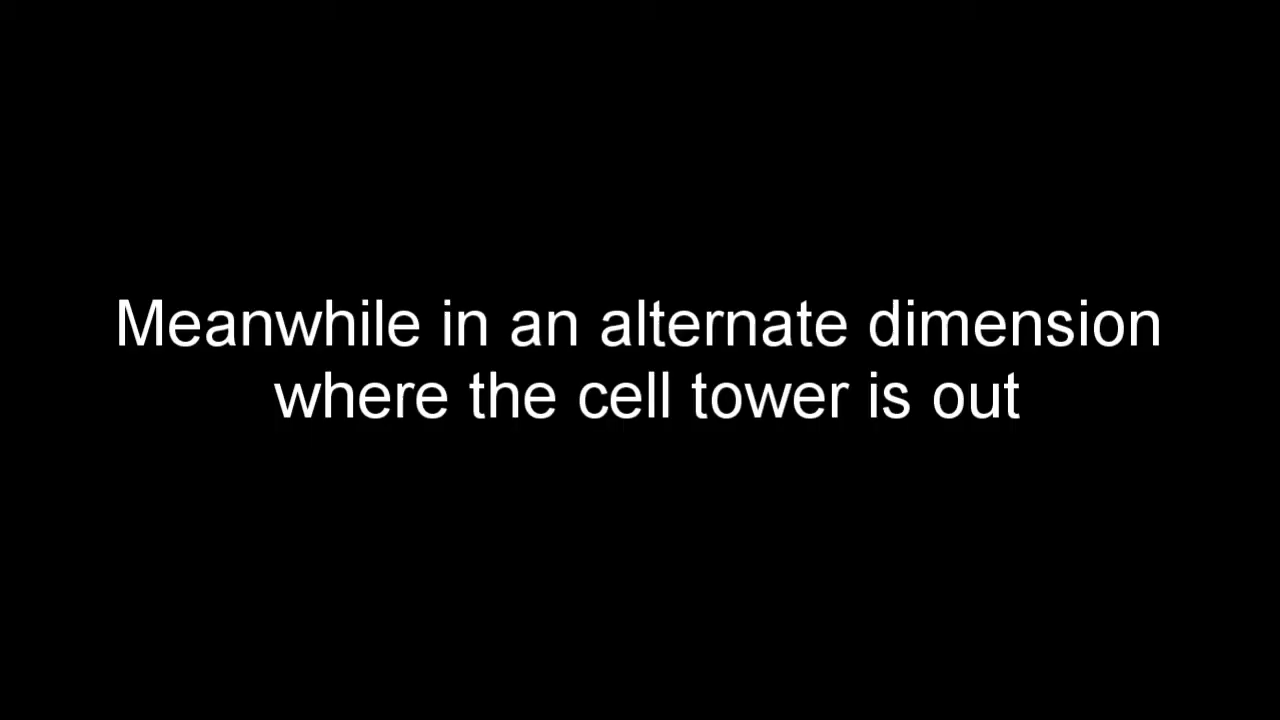 Meanwhile in an alternate dimension
where the cell tower is out